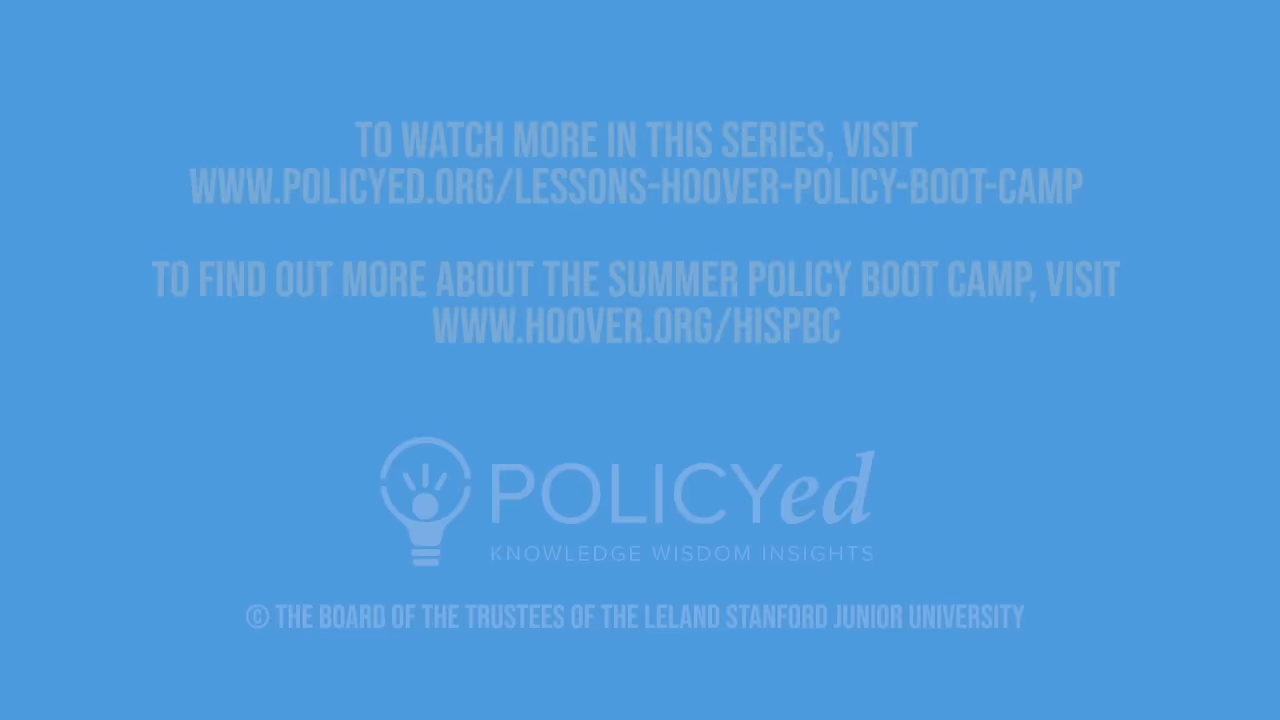 TO WATCH MORE IN THIS SERIES, VISIT
WWW.POLICYED.ORG/LESSONS-HOOVER-POLICY-BOOT-CAMP
TO FIND OUT MORE ABOUT THE SUMMER POLICY BOOT CAMP, VISIT
WWW.HOOVER.ORG/HISPBC
POLICYed
KNOWLEDGE WISDOM INSIGHTS
© THE BOARD OF THE TRUSTEES OF THE LELAND STANFORD JUNIOR UNIVERSITY